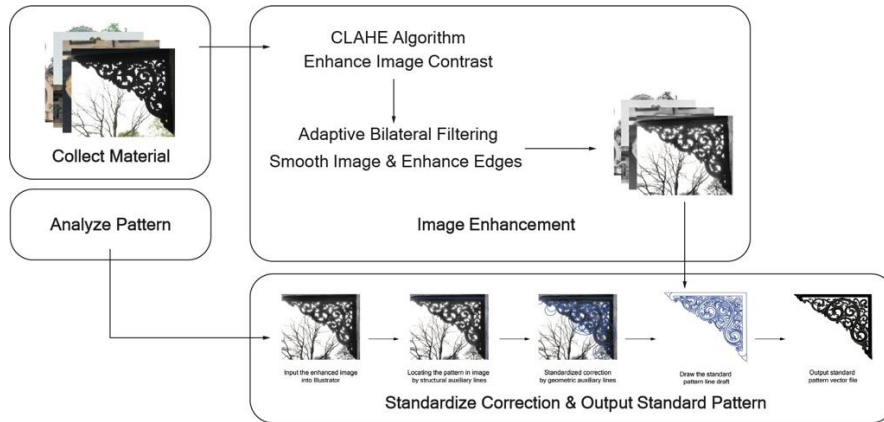 CLAHE Algorithm
Enhance Image Contrast
Adaptive Bilateral Filtering
Smooth Image & Enhance Edges
Image Enhancement
Collect Material
Analyze Pattern
Input the enhanced image
into Illustrator
Locating the pattern in image
by structural auxiliary lines
Standardized correction
by geometric auxiliary lines
Draw the standard
pattern line draft
Output standard
pattern vector file
Standardize Correction & Output Standard Pattern